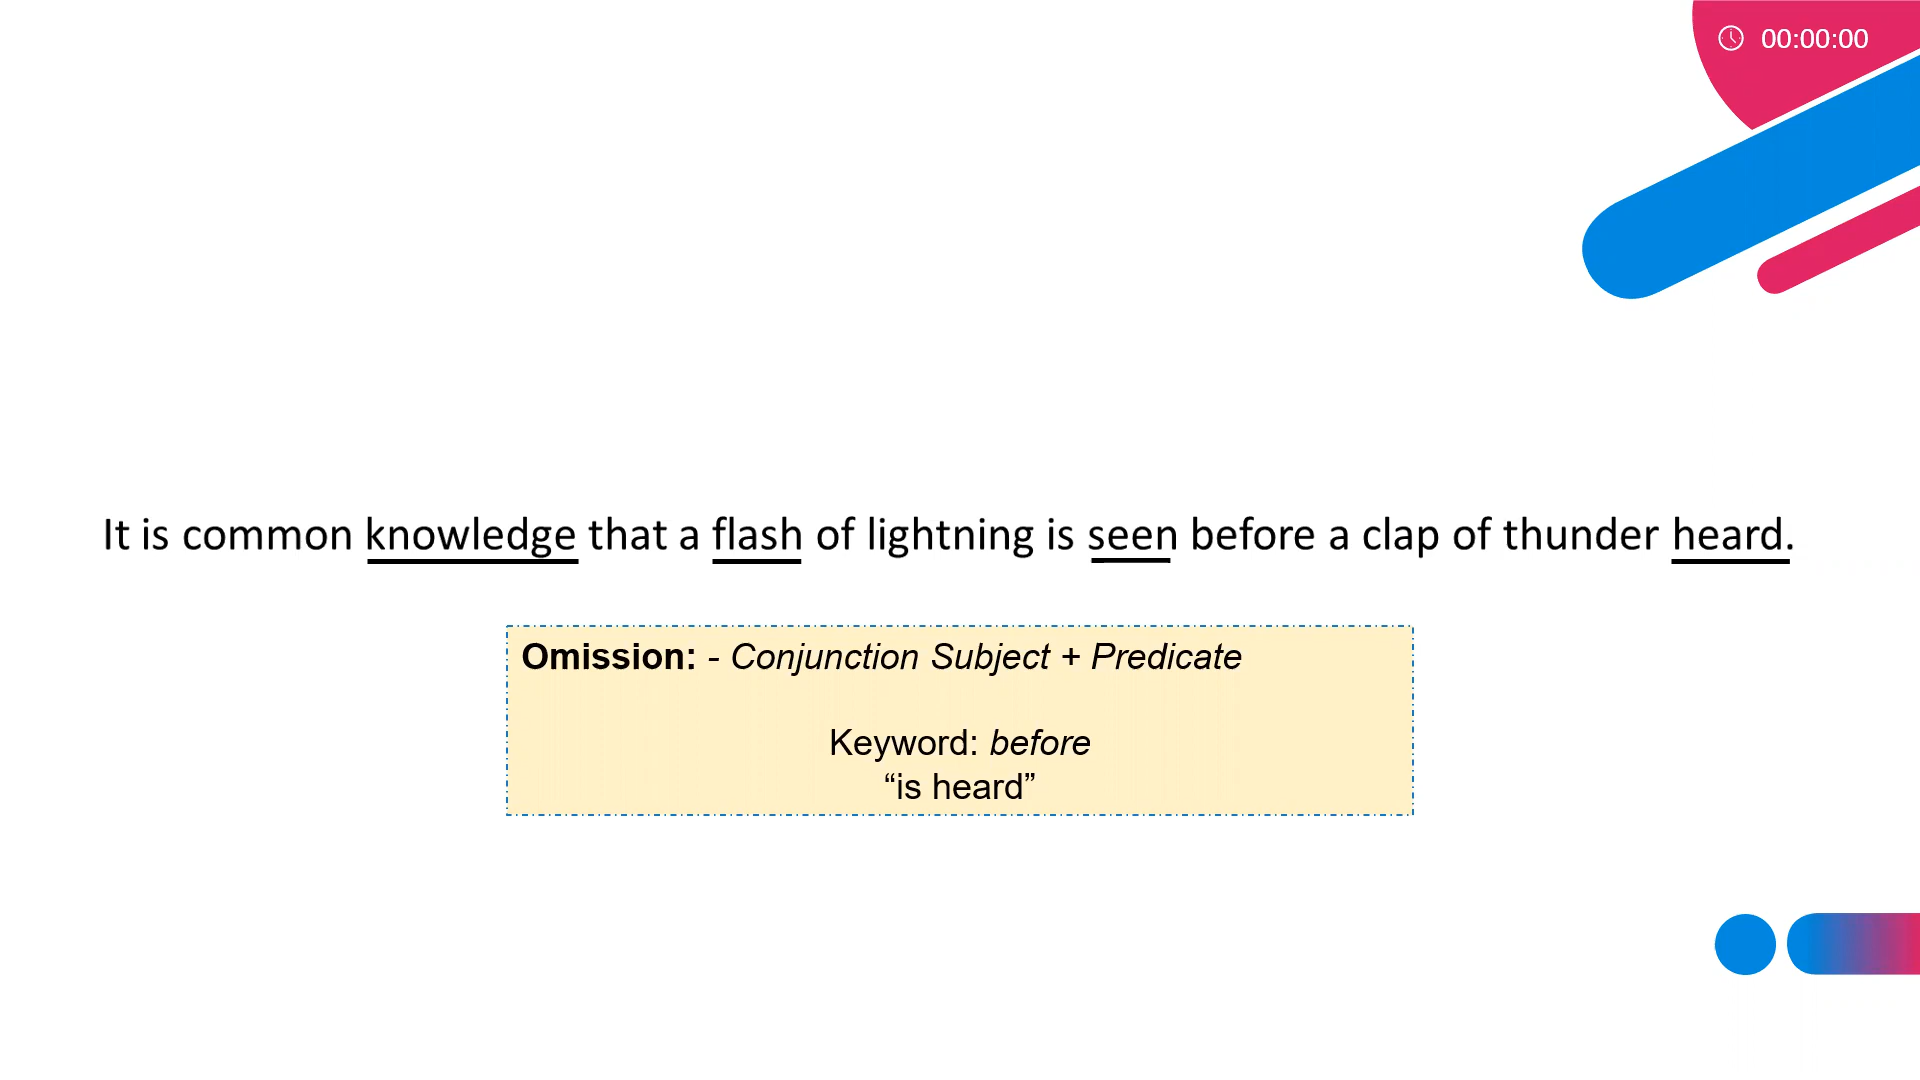 00:00:00
It is common knowledge that a flash of lightning is seen before a clap of thunder heard.
Omission: - Conjunction Subject + Predicate
Keyword: before
“is heard”